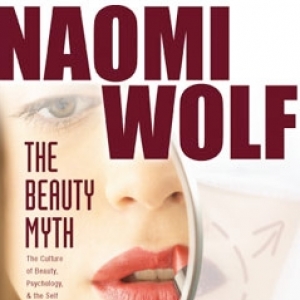 NAOMI
WOLF
THE
BEAUTY
MYTH
The Culture
of Beauty,
Psychology,
& the Self